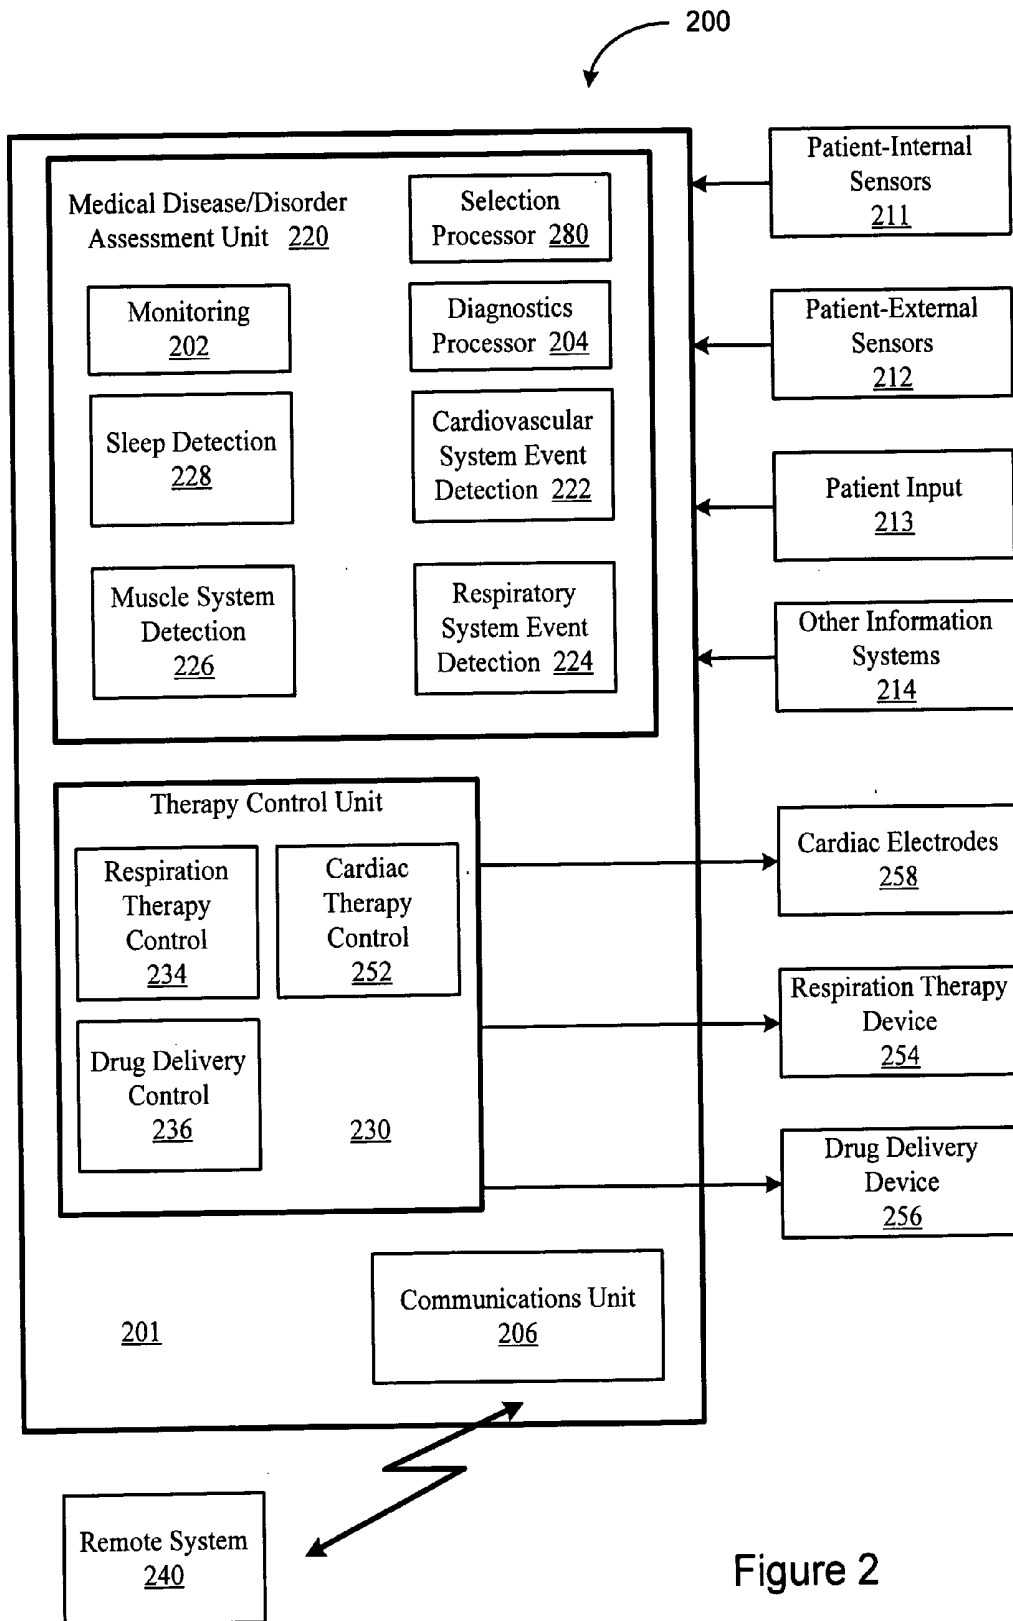 200
Medical Disease/Disorder
Assessment Unit 220
Selection
Processor 280
Monitoring
202
Diagnostics
Processor 204
Sleep Detection
228
Cardiovascular
System Event
Detection 222
Muscle System
Detection
226
Respiratory
System Event
Detection 224
Patient-Internal
Sensors
211
Patient-External
Sensors
212
Patient Input
213
Other Information
Systems
214
Therapy Control Unit
Respiration
Therapy
Control
234
Cardiac
Therapy
Control
252
Drug Delivery
Control
236
230
Cardiac Electrodes
258
Respiration Therapy
Device
254
Drug Delivery
Device
256
Communications Unit
206
201
Remote System
240
Figure 2